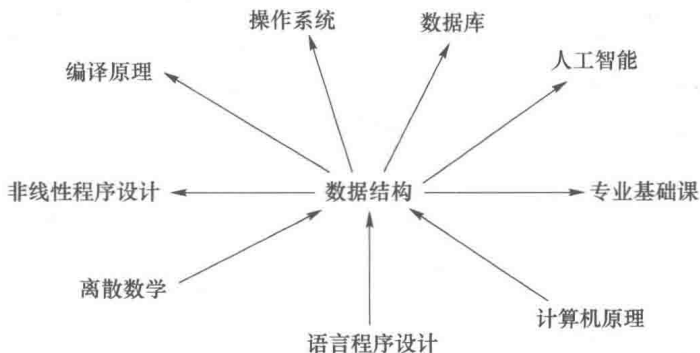 操作系统
数据库
编译原理
人工智能
非线性程序设计
数据结构
专业基础课
离散数学
计算机原理
语言程序设计